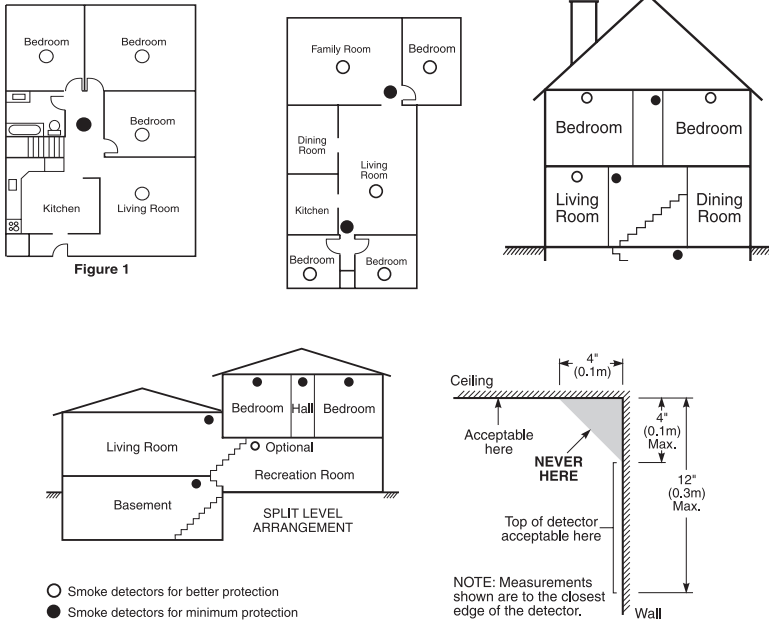 Bedroom
Bedroom
Bedroom
Kitchen
Living Room
Figure 1
Family Room
Bedroom
Dining
Room
Living
Room
Kitchen
Bedroom
Bedroom
Bedroom
Bedroom
Living
Room
Dining
Room
Bedroom
Hall
Bedroom
Living Room
Optional
Recreation Room
Basement
SPLIT LEVEL
ARRANGEMENT
Smoke detectors for better protection
Smoke detectors for minimum protection
4"
(0.1m)
Ceiling
Acceptable
here
NEVER
HERE
4"
(0.1m)
Max.
12"
(0.3m)
Max.
Top of detector
acceptable here
NOTE: Measurements
shown are to the closest
edge of the detector.
Wall